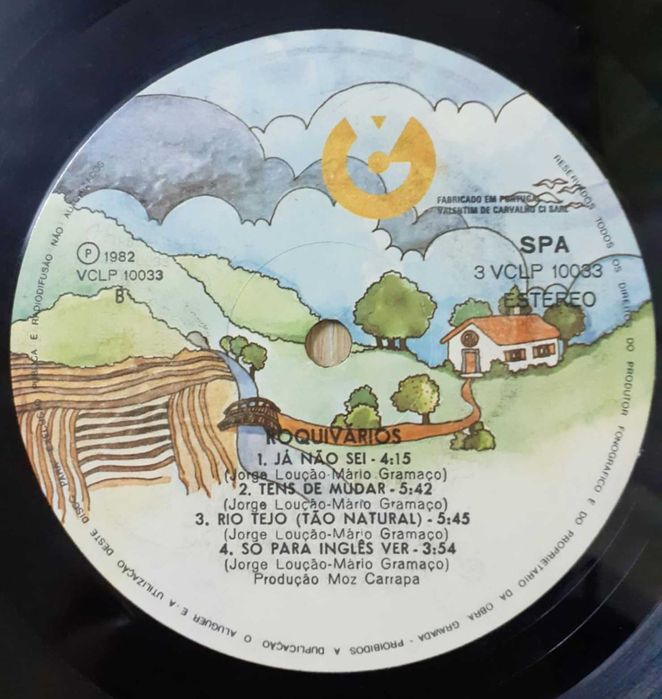 FABRICADO EM PORTUGAL
VALENTIM DE CARVALHO CI SARL
SPA
3 VCLP 10033
ESTÉREO
Ⓟ 1982
VCLP 10033
B
ROQUIVÁRIOS
1. JÁ NÃO SEI - 4:15
(Jorge Loução-Mário Gramaço)
2. TENS DE MUDAR - 5:42
(Jorge Loução-Mário Gramaço)
3. RIO TEJO (TÃO NATURAL) - 5:45
(Jorge Loução-Mário Gramaço)
4. SÓ PARA INGLÊS VER - 3:54
(Jorge Loução-Mário Gramaço)
Produção Moz Carrapa
RESERVADOS TODOS OS DIREITOS DO PRODUTOR FONOGRÁFICO E DO PROPRIETÁRIO DA OBRA GRAVADA - PROIBIDOS A DUPLICAÇÃO O ALUGUER E A UTILIZAÇÃO DESTE DISCO PARA EXECUÇÃO PÚBLICA E RADIODIFUSÃO NÃO AUTORIZADOS